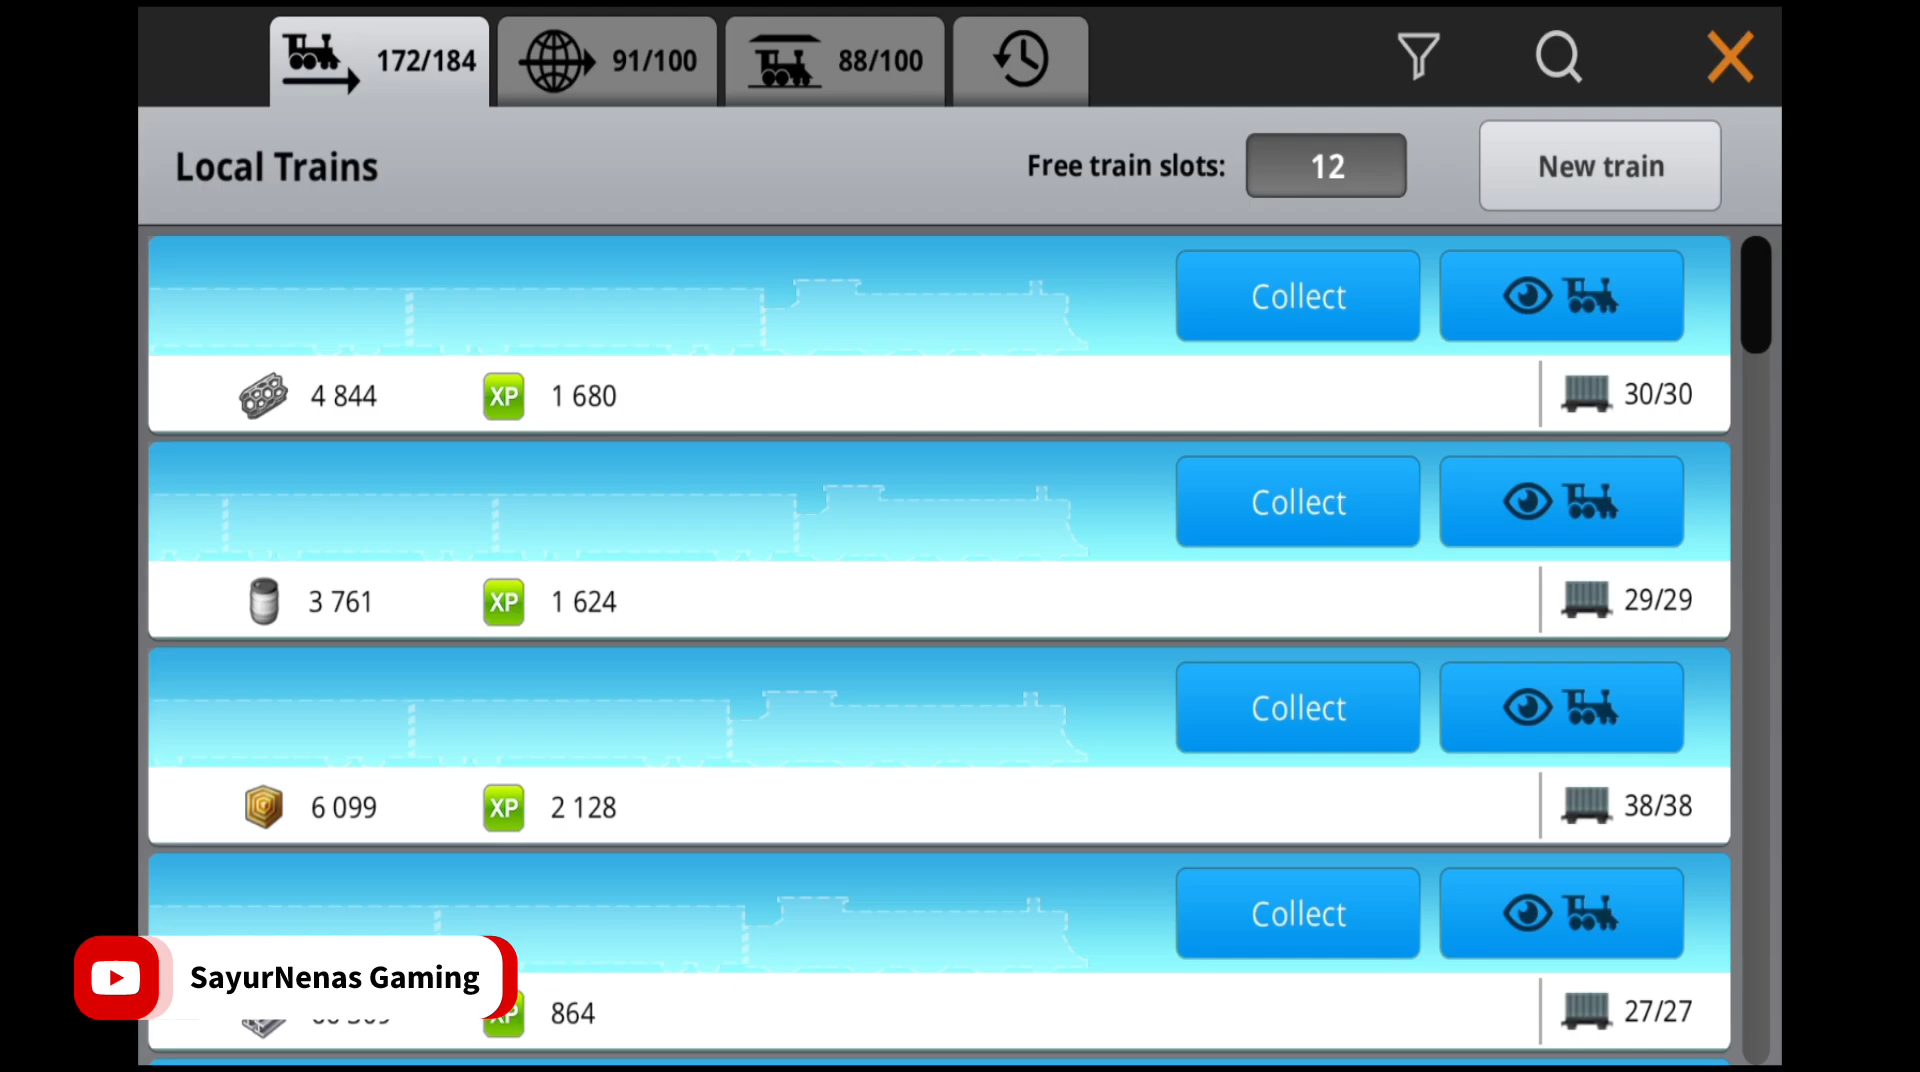 172/184 91/100 88/100
Local Trains Free train slots: 12 New train
Collect
4 844 XP 1 680 30/30
Collect
3 761 XP 1 624 29/29
Collect
6 099 XP 2 128 38/38
Collect
SayurNenas Gaming
XP 864 27/27